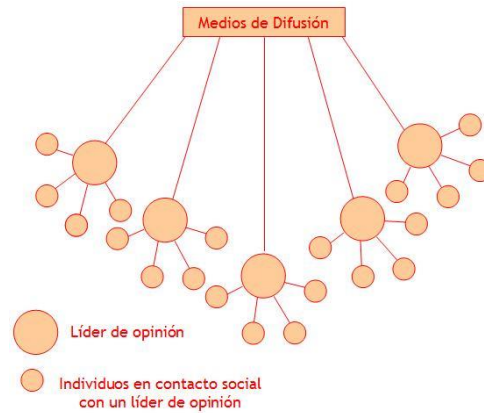 Medios de Difusión
Líder de opinión
Individuos en contacto social
con un líder de opinión